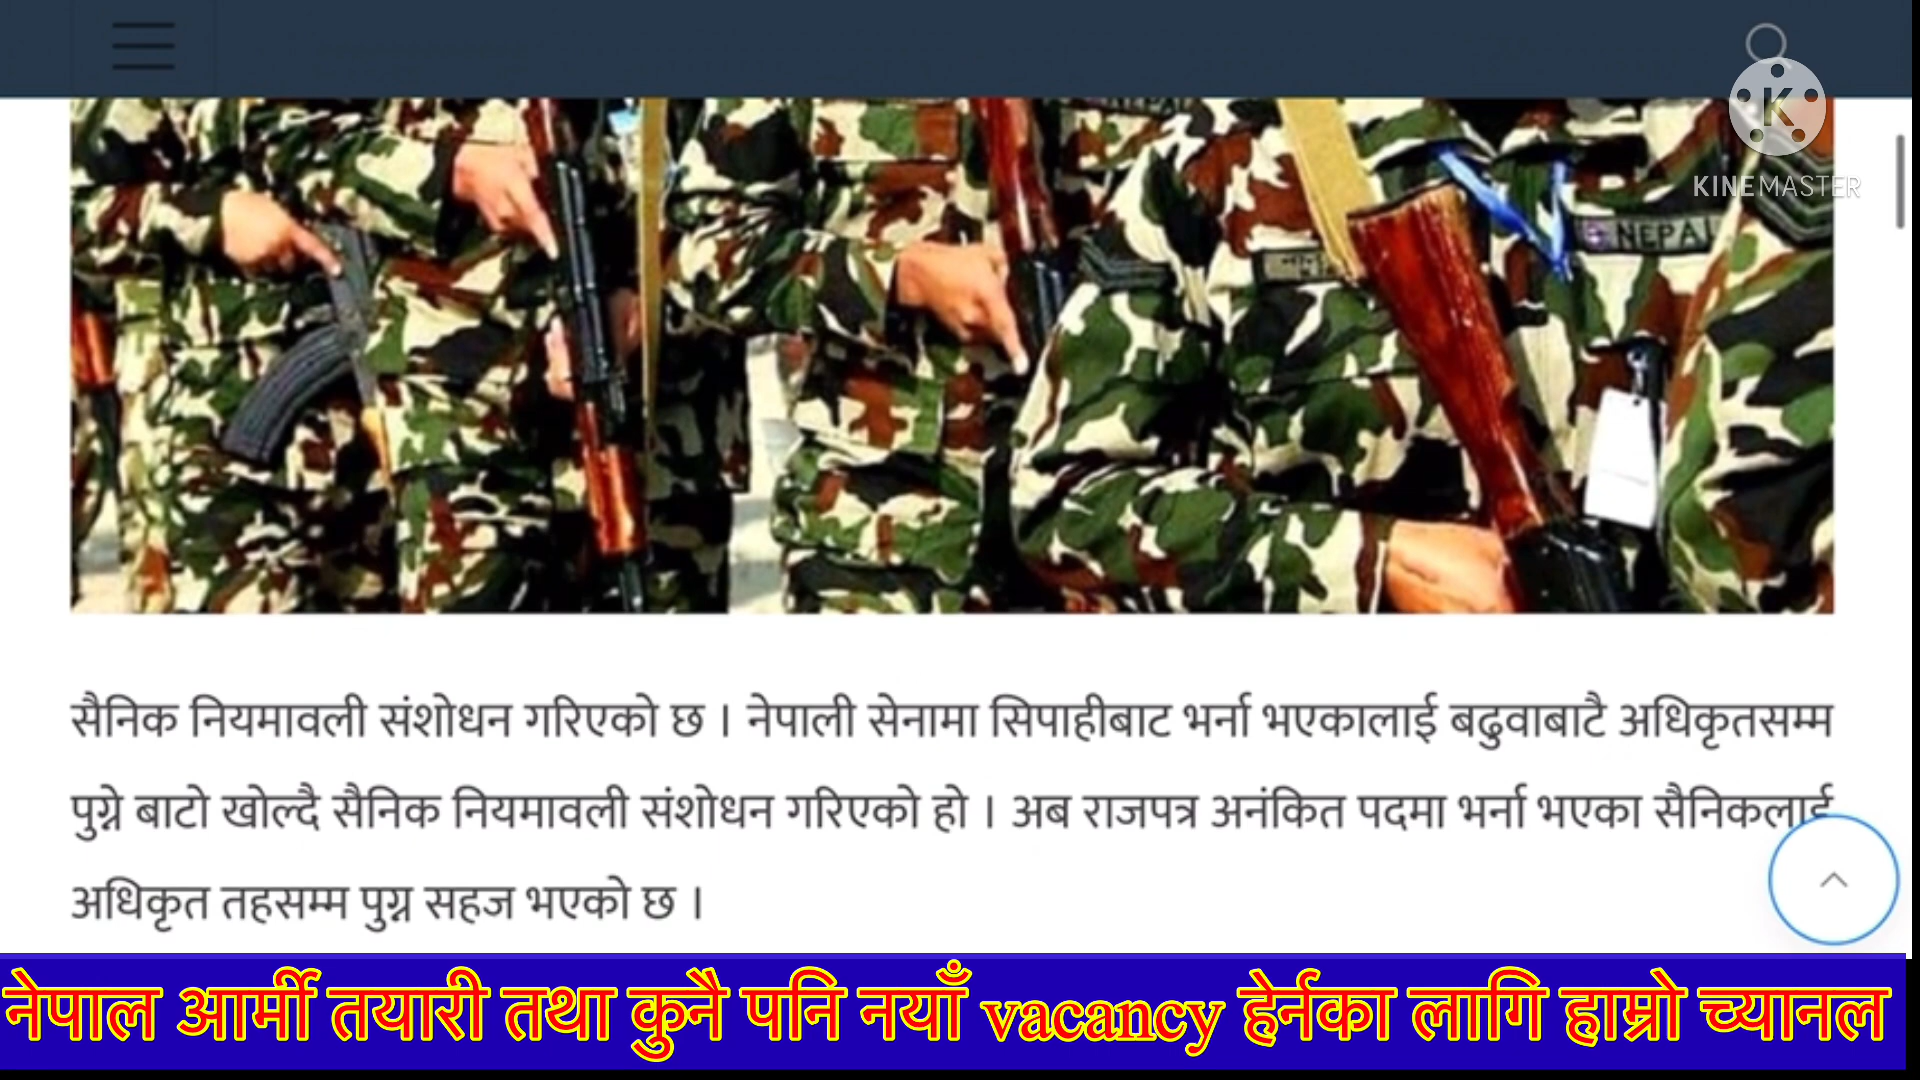 K
KINEMASTER
NEPAL
सैनिक नियमावली संशोधन गरिएको छ । नेपाली सेनामा सिपाहीबाट भर्ना भएकालाई बढुवाबाटै अधिकृतसम्म
पुग्ने बाटो खोल्दै सैनिक नियमावली संशोधन गरिएको हो । अब राजपत्र अनंकित पदमा भर्ना भएका सैनिकलाई
अधिकृत तहसम्म पुग्न सहज भएको छ ।
नेपाल आर्मी तयारी तथा कुनै पनि नयाँ vacancy हेर्नका लागि हाम्रो च्यानल